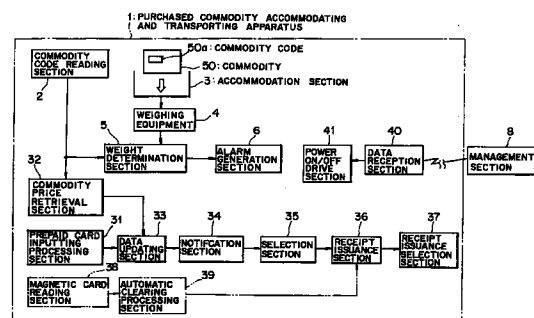 1: PURCHASED COMMODITY ACCOMMODATING
AND TRANSPORTING APPARATUS
COMMODITY
CODE READING
SECTION
2
50a: COMMODITY CODE
50: COMMODITY
3: ACCOMMODATION SECTION
WEIGHING
EQUIPMENT
4
5
WEIGHT
DETERMINATION
SECTION
6
ALARM
GENERATION
SECTION
41
POWER
ON/OFF
DRIVE
SECTION
40
DATA
RECEPTION
SECTION
8
MANAGEMENT
SECTION
32
COMMODITY
PRICE
RETRIEVAL
SECTION
31
PREPAID CARD
INPUTTING
PROCESSING
SECTION
33
DATA
UPDATING
SECTION
34
NOTIFCATION
SECTION
35
SELECTION
SECTION
36
RECEIPT
ISSUANCE
SECTION
37
RECEIPT
ISSUANCE
SELECTION
SECTION
38
MAGNETIC CARD
READING
SECTION
39
AUTOMATIC
CLEARING
PROCESSING
SECTION